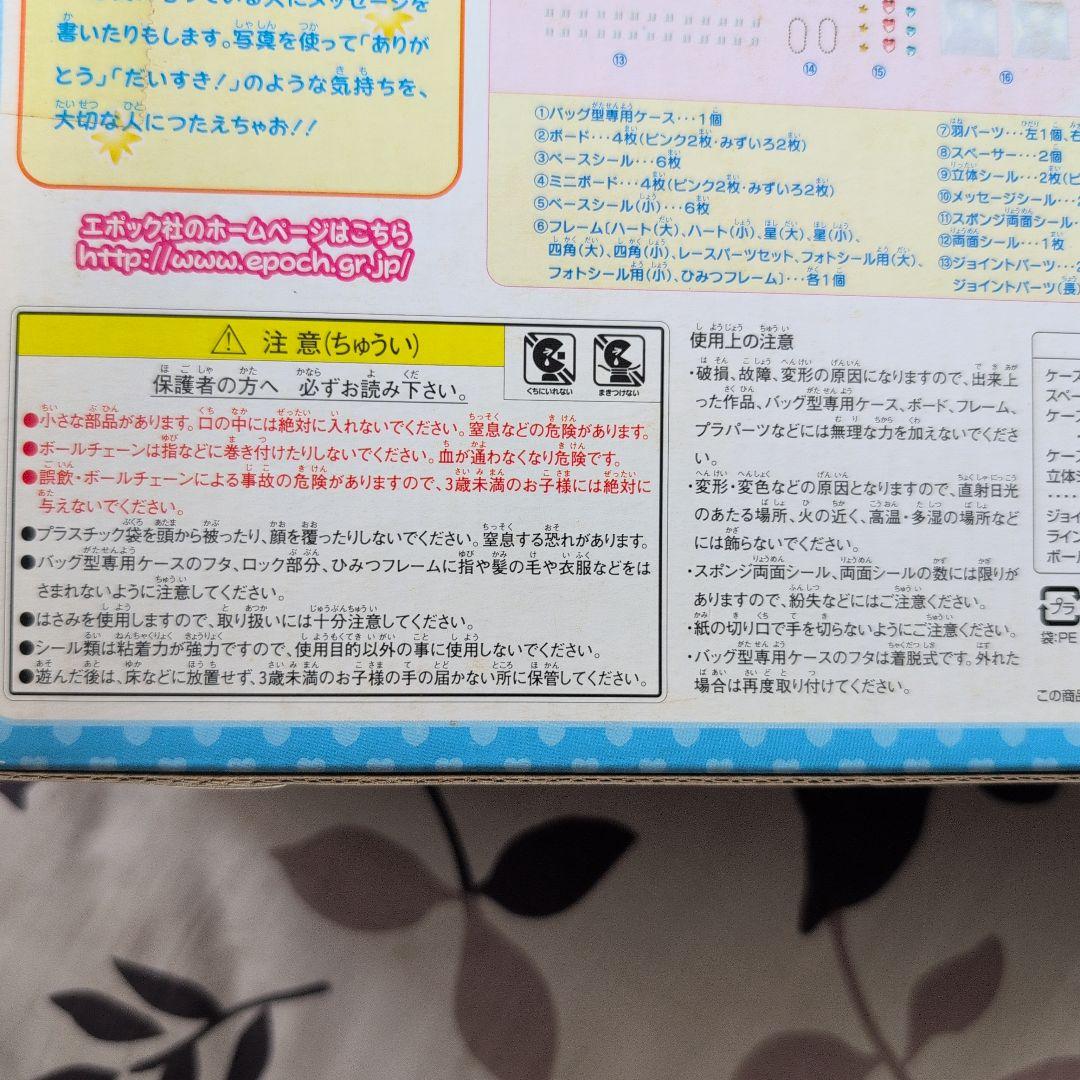 いる人にメッセージを
書いたりもします。写真を使って「ありが
とう」「だいすき!」のような気持ちを、
大切な人につたえちゃお!!
エポック社のホームページはこちら
http://www.epoch.gr.jp/
⑬
⑭
⑮
⑯
①バッグ型専用ケース・・・1個
②ボード・・・4枚(ピンク2枚・みずいろ2枚)
③ベースシール・・・6枚
④ミニボード・・・4枚(ピンク2枚・みずいろ2枚)
⑤ベースシール(小)・・・6枚
⑥フレーム〔ハート(大)、ハート(小)、星(大)、星(小)、
四角(大)、四角(小)、レースパーツセット、フォトシール用(大)、
フォトシール用(小)、ひみつフレーム〕・・・各1個
⑦羽パーツ・・・左1個、右
⑧スペーサー・・・2個
⑨立体シール・・・2枚(ピ
⑩メッセージシール・・・
⑪スポンジ両面シール・・
⑫両面シール・・・1枚
⑬ジョイントパーツ・・・
ジョイントパーツ(長)
注意(ちゅうい)
くちにいれない
まきつけない
保護者の方へ 必ずお読み下さい。
●小さな部品があります。口の中には絶対に入れないでください。窒息などの危険があります。
●ボールチェーンは指などに巻き付けたりしないでください。血が通わなくなり危険です。
●誤飲・ボールチェーンによる事故の危険がありますので、3歳未満のお子様には絶対に
与えないでください。
●プラスチック袋を頭から被ったり、顔を覆ったりしないでください。窒息する恐れがあります。
●バッグ型専用ケースのフタ、ロック部分、ひみつフレームに指や髪の毛や衣服などをは
さまれないように注意してください。
●はさみを使用しますので、取り扱いには十分注意してください。
●シール類は粘着力が強力ですので、使用目的以外の事に使用しないでください。
●遊んだ後は、床などに放置せず、3歳未満のお子様の手の届かない所に保管してください。
使用上の注意
・破損、故障、変形の原因になりますので、出来上
った作品、バッグ型専用ケース、ボード、フレーム、
プラパーツなどには無理な力を加えないでくださ
い。
・変形・変色などの原因となりますので、直射日光
のあたる場所、火の近く、高温・多湿の場所など
には飾らないでください。
・スポンジ両面シール、両面シールの数には限りが
ありますので、紛失などにはご注意ください。
・紙の切り口で手を切らないようにご注意ください。
・バッグ型専用ケースのフタは着脱式です。外れた
場合は再度取り付けてください。
ケース
スペー
ケース
ケース
立体シ
ジョイ
ライン
ボール
プラ
袋:PE
この商品